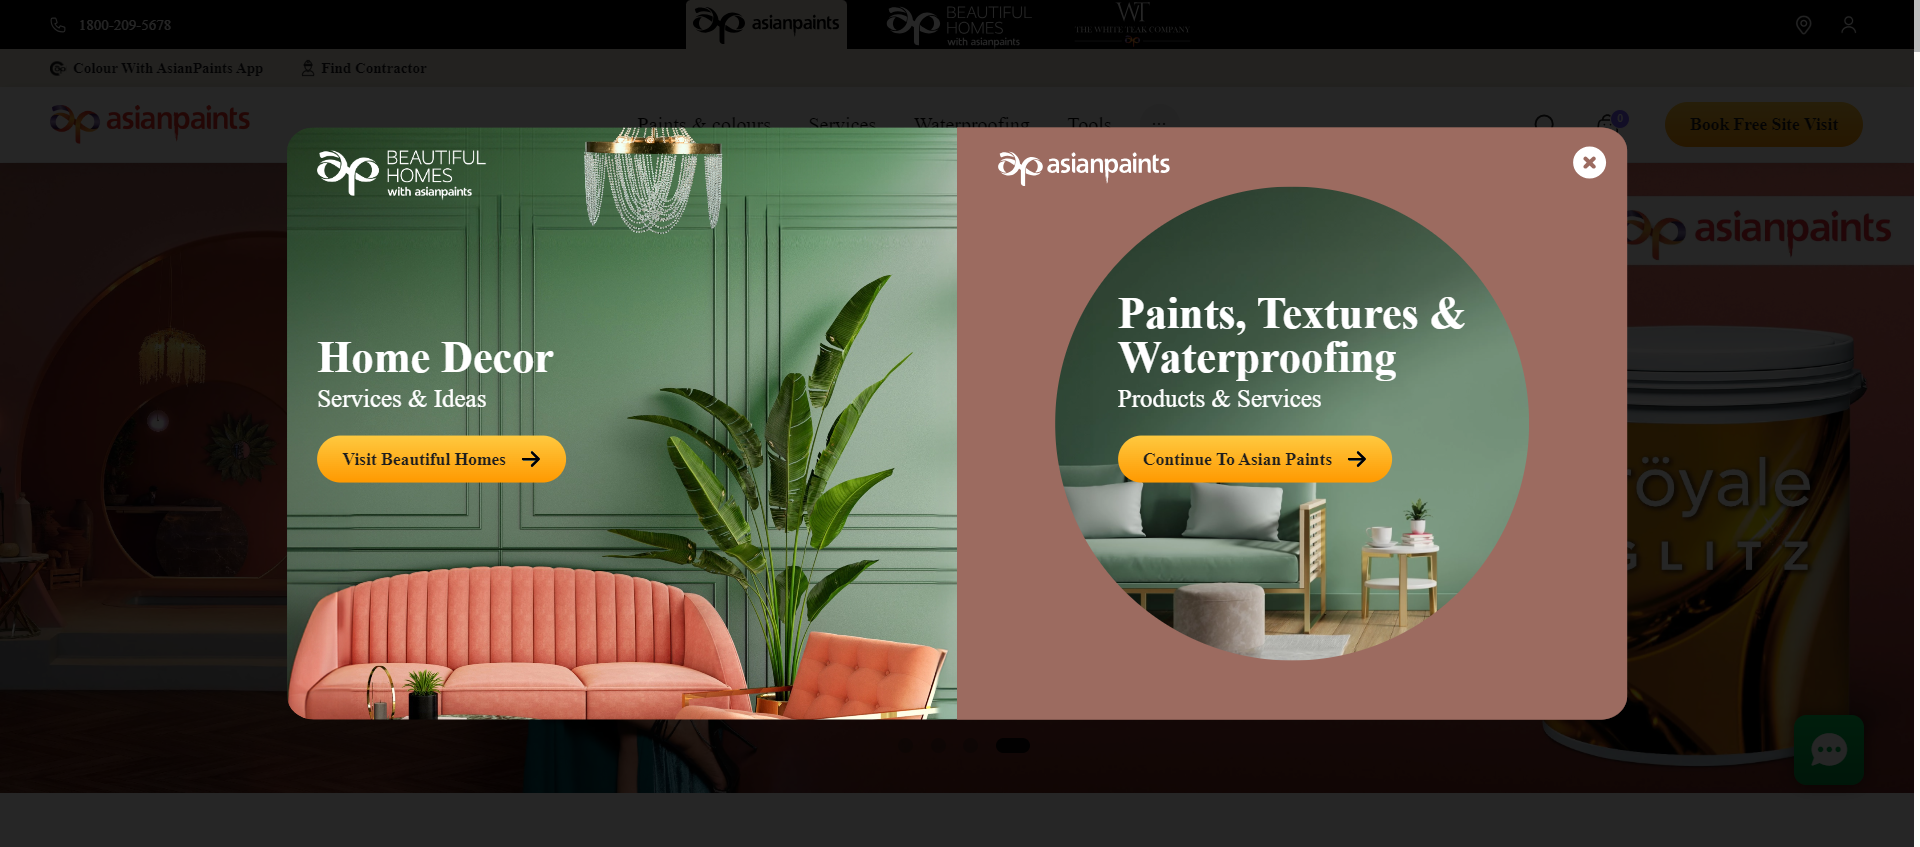 1800-209-5678
asianpaints
BEAUTIFUL
HOMES
with asianpaints
WT
THE WHITE TEAK COMPANY
Colour With AsianPaints App
Find Contractor
asianpaints
Paints & colours
Services
Waterproofing
Tools
...
0
Book Free Site Visit
BEAUTIFUL
HOMES
with asianpaints
Home Decor
Services & Ideas
Visit Beautiful Homes
asianpaints
Paints, Textures &
Waterproofing
Products & Services
Continue To Asian Paints
asianpaints
röyale
GLITZ